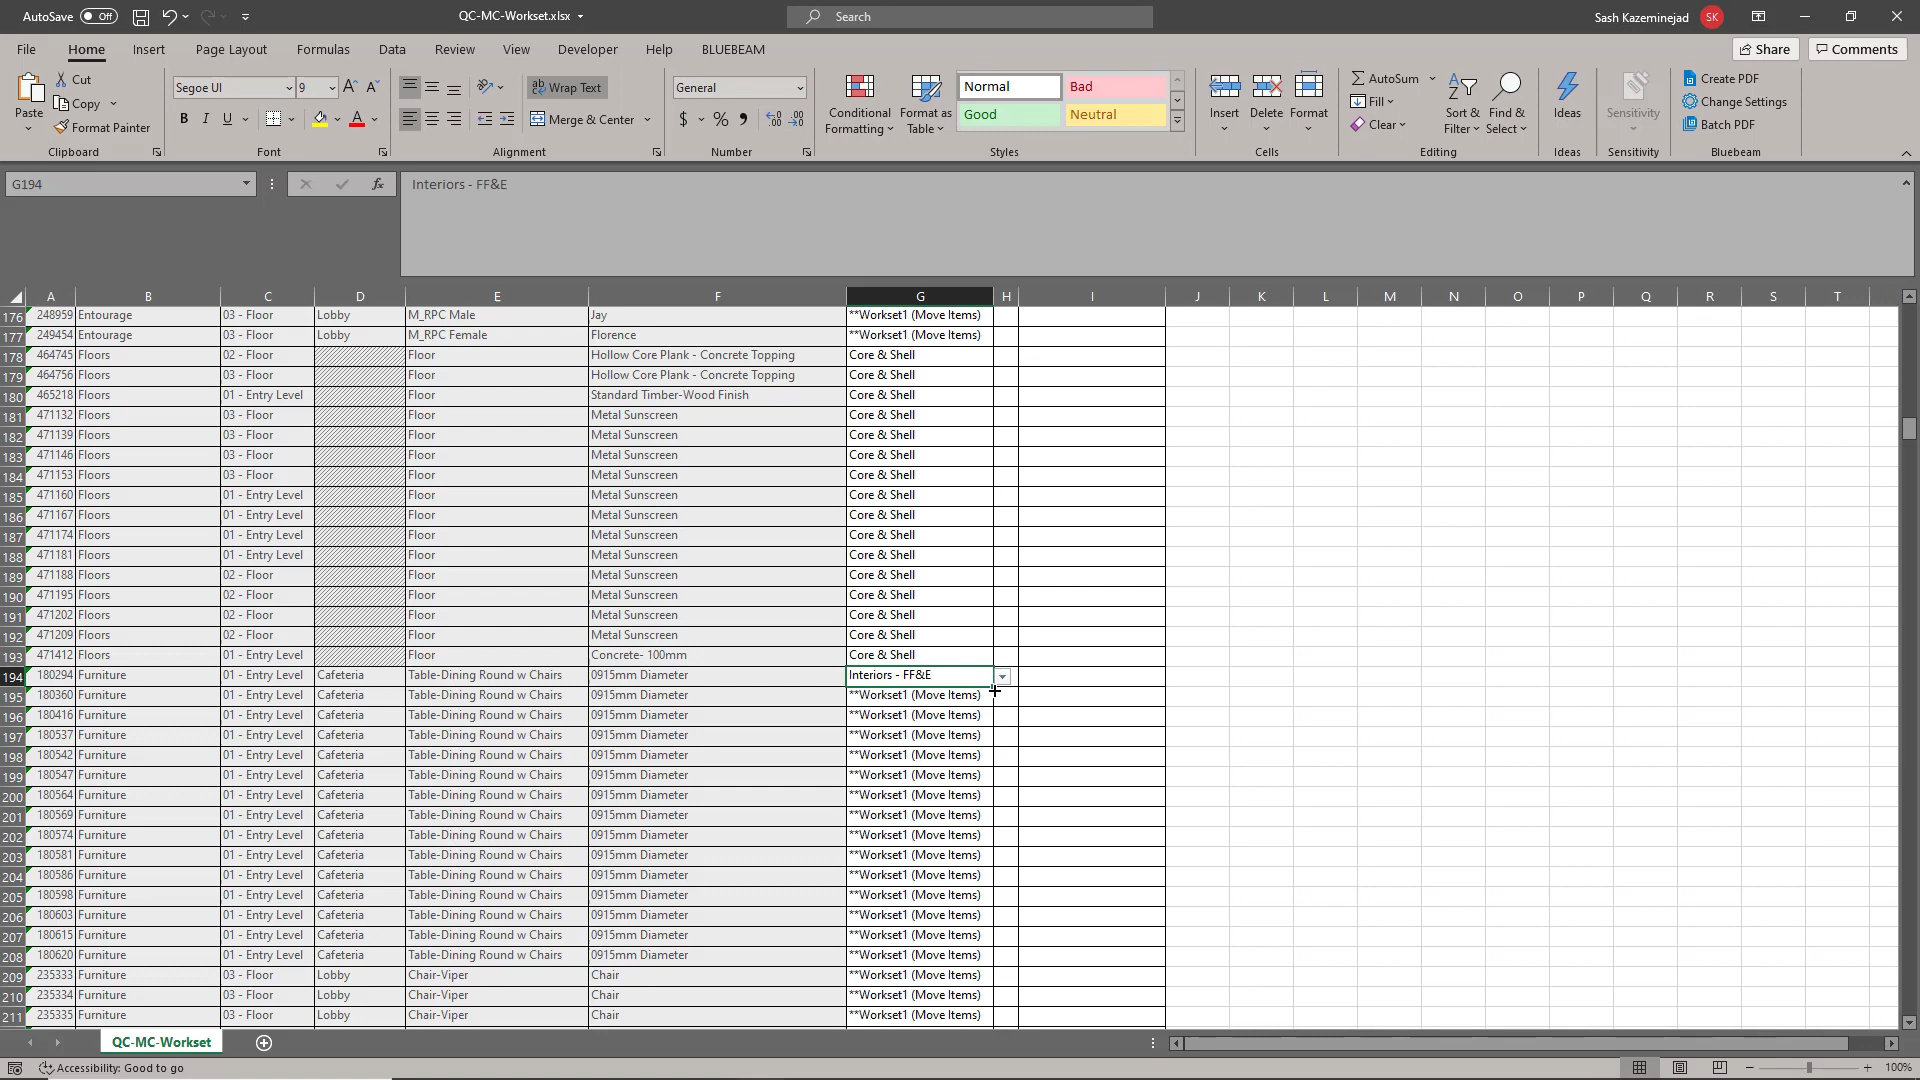 AutoSave Off QC-MC-Workset.xlsx Search Sash Kazeminejad SK
File Home Insert Page Layout Formulas Data Review View Developer Help BLUEBEAM Share Comments
Cut Segoe UI 9 Wrap Text General Normal Bad AutoSum Create PDF
Paste Copy Conditional Formatting Format as Table Insert Delete Format Fill Sort & Filter Find & Select Ideas Sensitivity Change Settings
Format Painter B I U A Merge & Center $ % Good Neutral Clear Batch PDF
Clipboard Font Alignment Number Styles Cells Editing Ideas Sensitivity Bluebeam
G194 fx Interiors - FF&E
A B C D E F G H I J K L M N O P Q R S T
176 248959 Entourage 03 - Floor Lobby M_RPC Male Jay **Workset1 (Move Items)
177 249454 Entourage 03 - Floor Lobby M_RPC Female Florence **Workset1 (Move Items)
178 464745 Floors 02 - Floor Floor Hollow Core Plank - Concrete Topping Core & Shell
179 464756 Floors 03 - Floor Floor Hollow Core Plank - Concrete Topping Core & Shell
180 465218 Floors 01 - Entry Level Floor Standard Timber-Wood Finish Core & Shell
181 471132 Floors 03 - Floor Floor Metal Sunscreen Core & Shell
182 471139 Floors 03 - Floor Floor Metal Sunscreen Core & Shell
183 471146 Floors 03 - Floor Floor Metal Sunscreen Core & Shell
184 471153 Floors 03 - Floor Floor Metal Sunscreen Core & Shell
185 471160 Floors 01 - Entry Level Floor Metal Sunscreen Core & Shell
186 471167 Floors 01 - Entry Level Floor Metal Sunscreen Core & Shell
187 471174 Floors 01 - Entry Level Floor Metal Sunscreen Core & Shell
188 471181 Floors 01 - Entry Level Floor Metal Sunscreen Core & Shell
189 471188 Floors 02 - Floor Floor Metal Sunscreen Core & Shell
190 471195 Floors 02 - Floor Floor Metal Sunscreen Core & Shell
191 471202 Floors 02 - Floor Floor Metal Sunscreen Core & Shell
192 471209 Floors 02 - Floor Floor Metal Sunscreen Core & Shell
193 471412 Floors 01 - Entry Level Floor Concrete- 100mm Core & Shell
194 180294 Furniture 01 - Entry Level Cafeteria Table-Dining Round w Chairs 0915mm Diameter Interiors - FF&E
195 180360 Furniture 01 - Entry Level Cafeteria Table-Dining Round w Chairs 0915mm Diameter **Workset1 (Move Items)
196 180416 Furniture 01 - Entry Level Cafeteria Table-Dining Round w Chairs 0915mm Diameter **Workset1 (Move Items)
197 180537 Furniture 01 - Entry Level Cafeteria Table-Dining Round w Chairs 0915mm Diameter **Workset1 (Move Items)
198 180542 Furniture 01 - Entry Level Cafeteria Table-Dining Round w Chairs 0915mm Diameter **Workset1 (Move Items)
199 180547 Furniture 01 - Entry Level Cafeteria Table-Dining Round w Chairs 0915mm Diameter **Workset1 (Move Items)
200 180564 Furniture 01 - Entry Level Cafeteria Table-Dining Round w Chairs 0915mm Diameter **Workset1 (Move Items)
201 180569 Furniture 01 - Entry Level Cafeteria Table-Dining Round w Chairs 0915mm Diameter **Workset1 (Move Items)
202 180574 Furniture 01 - Entry Level Cafeteria Table-Dining Round w Chairs 0915mm Diameter **Workset1 (Move Items)
203 180581 Furniture 01 - Entry Level Cafeteria Table-Dining Round w Chairs 0915mm Diameter **Workset1 (Move Items)
204 180586 Furniture 01 - Entry Level Cafeteria Table-Dining Round w Chairs 0915mm Diameter **Workset1 (Move Items)
205 180598 Furniture 01 - Entry Level Cafeteria Table-Dining Round w Chairs 0915mm Diameter **Workset1 (Move Items)
206 180603 Furniture 01 - Entry Level Cafeteria Table-Dining Round w Chairs 0915mm Diameter **Workset1 (Move Items)
207 180615 Furniture 01 - Entry Level Cafeteria Table-Dining Round w Chairs 0915mm Diameter **Workset1 (Move Items)
208 180620 Furniture 01 - Entry Level Cafeteria Table-Dining Round w Chairs 0915mm Diameter **Workset1 (Move Items)
209 235333 Furniture 03 - Floor Lobby Chair-Viper Chair **Workset1 (Move Items)
210 235334 Furniture 03 - Floor Lobby Chair-Viper Chair **Workset1 (Move Items)
211 235335 Furniture 03 - Floor Lobby Chair-Viper Chair **Workset1 (Move Items)
QC-MC-Workset
Accessibility: Good to go 100%